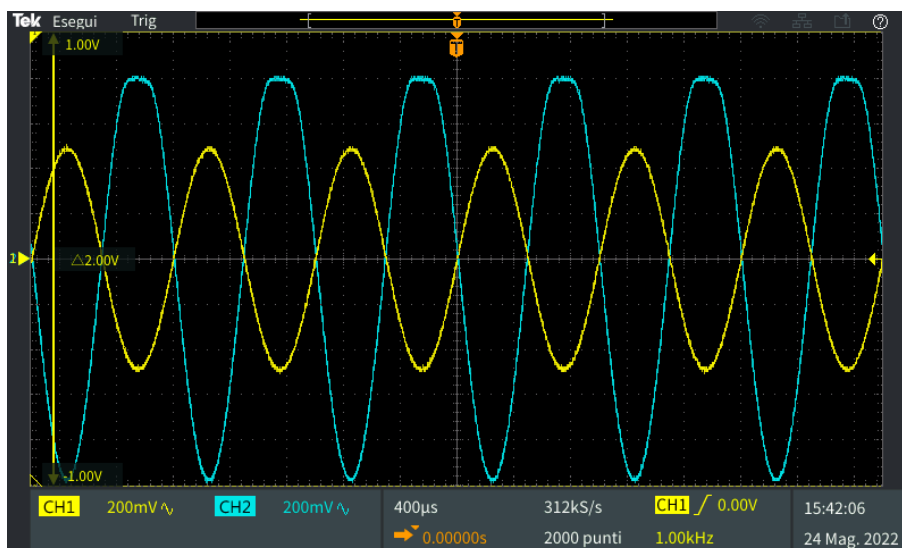 Tek Esegui Trig
T
T
1.00V
△2.00V
-1.00V
CH1 200mV CH2 200mV 400µs 312kS/s CH1 0.00V 15:42:06
0.00000s 2000 punti 1.00kHz 24 Mag. 2022